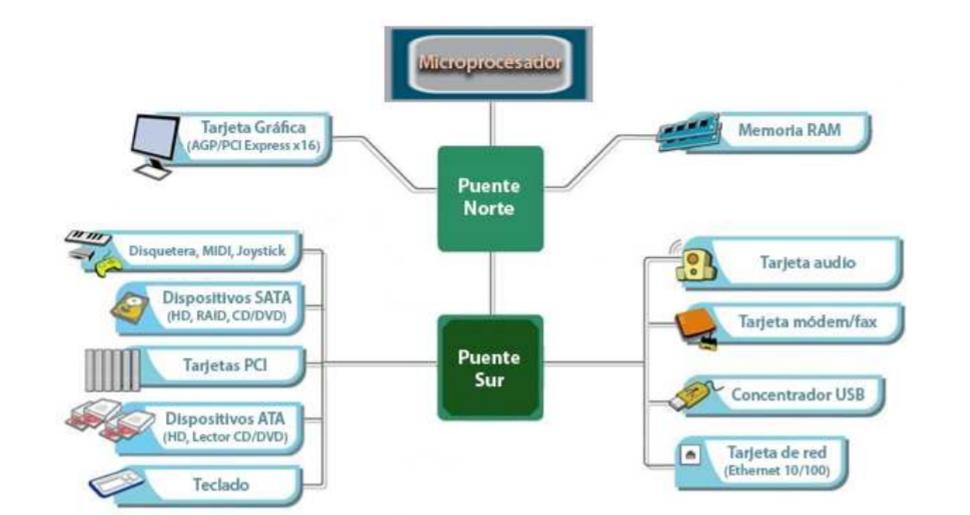 Microprocesador
Tarjeta Gráfica
(AGP/PCI Express x16)
Memoria RAM
Puente
Norte
Disquetera, MIDI, Joystick
Dispositivos SATA
(HD, RAID, CD/DVD)
Tarjetas PCI
Dispositivos ATA
(HD, Lector CD/DVD)
Teclado
Puente
Sur
Tarjeta audio
Tarjeta módem/fax
Concentrador USB
Tarjeta de red
(Ethernet 10/100)